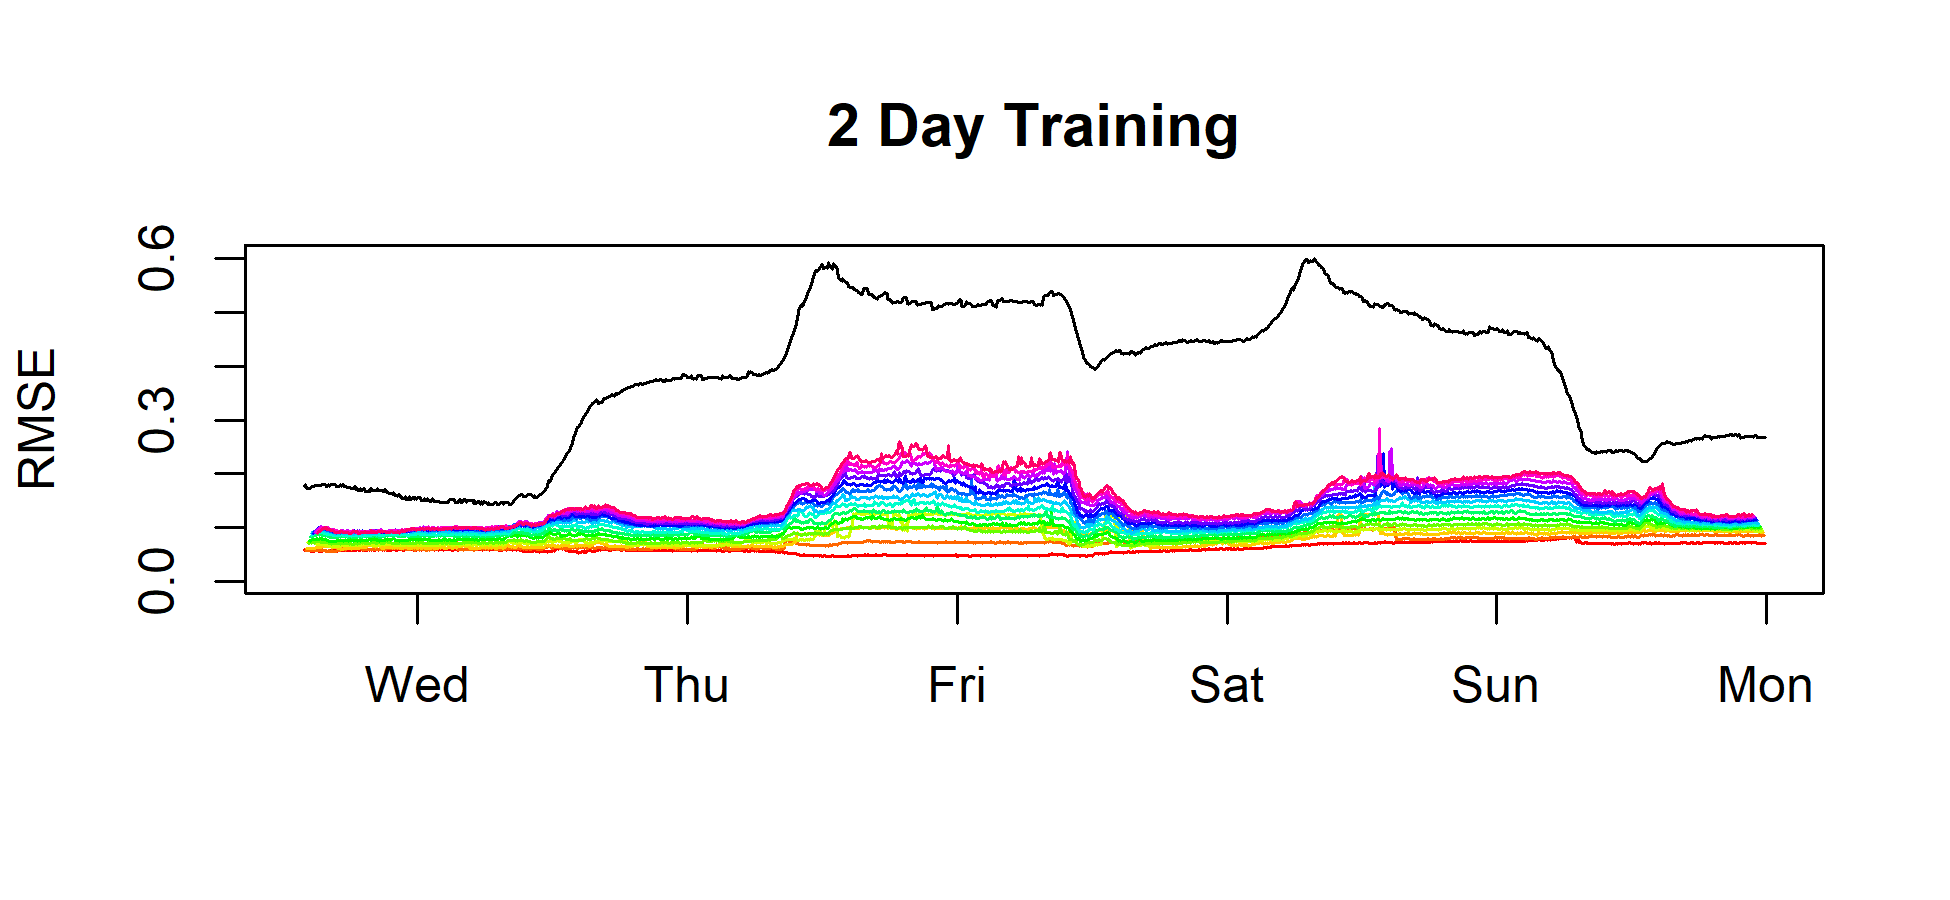 2 Day Training
RMSE
0.6
0.3
0.0
Wed Thu Fri Sat Sun Mon